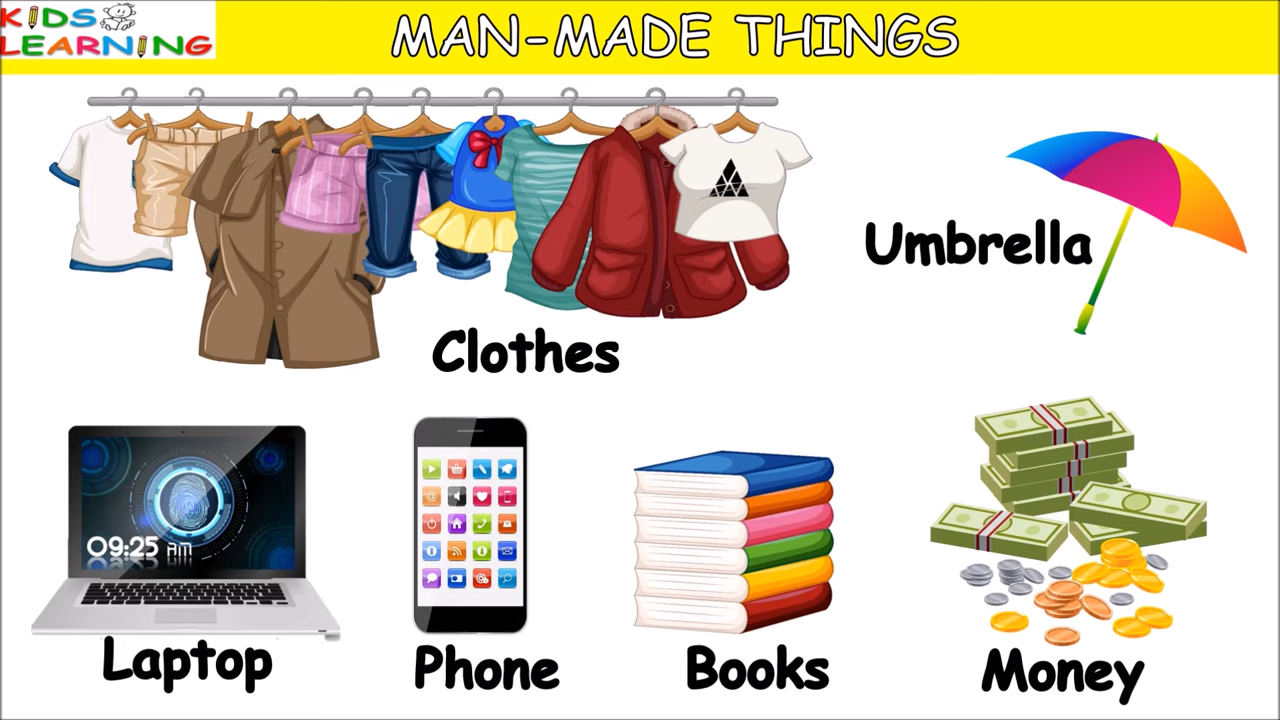 KIDS
LEARNING
MAN-MADE THINGS
Umbrella
Clothes
09:25 AM
Laptop
Phone
Books
Money